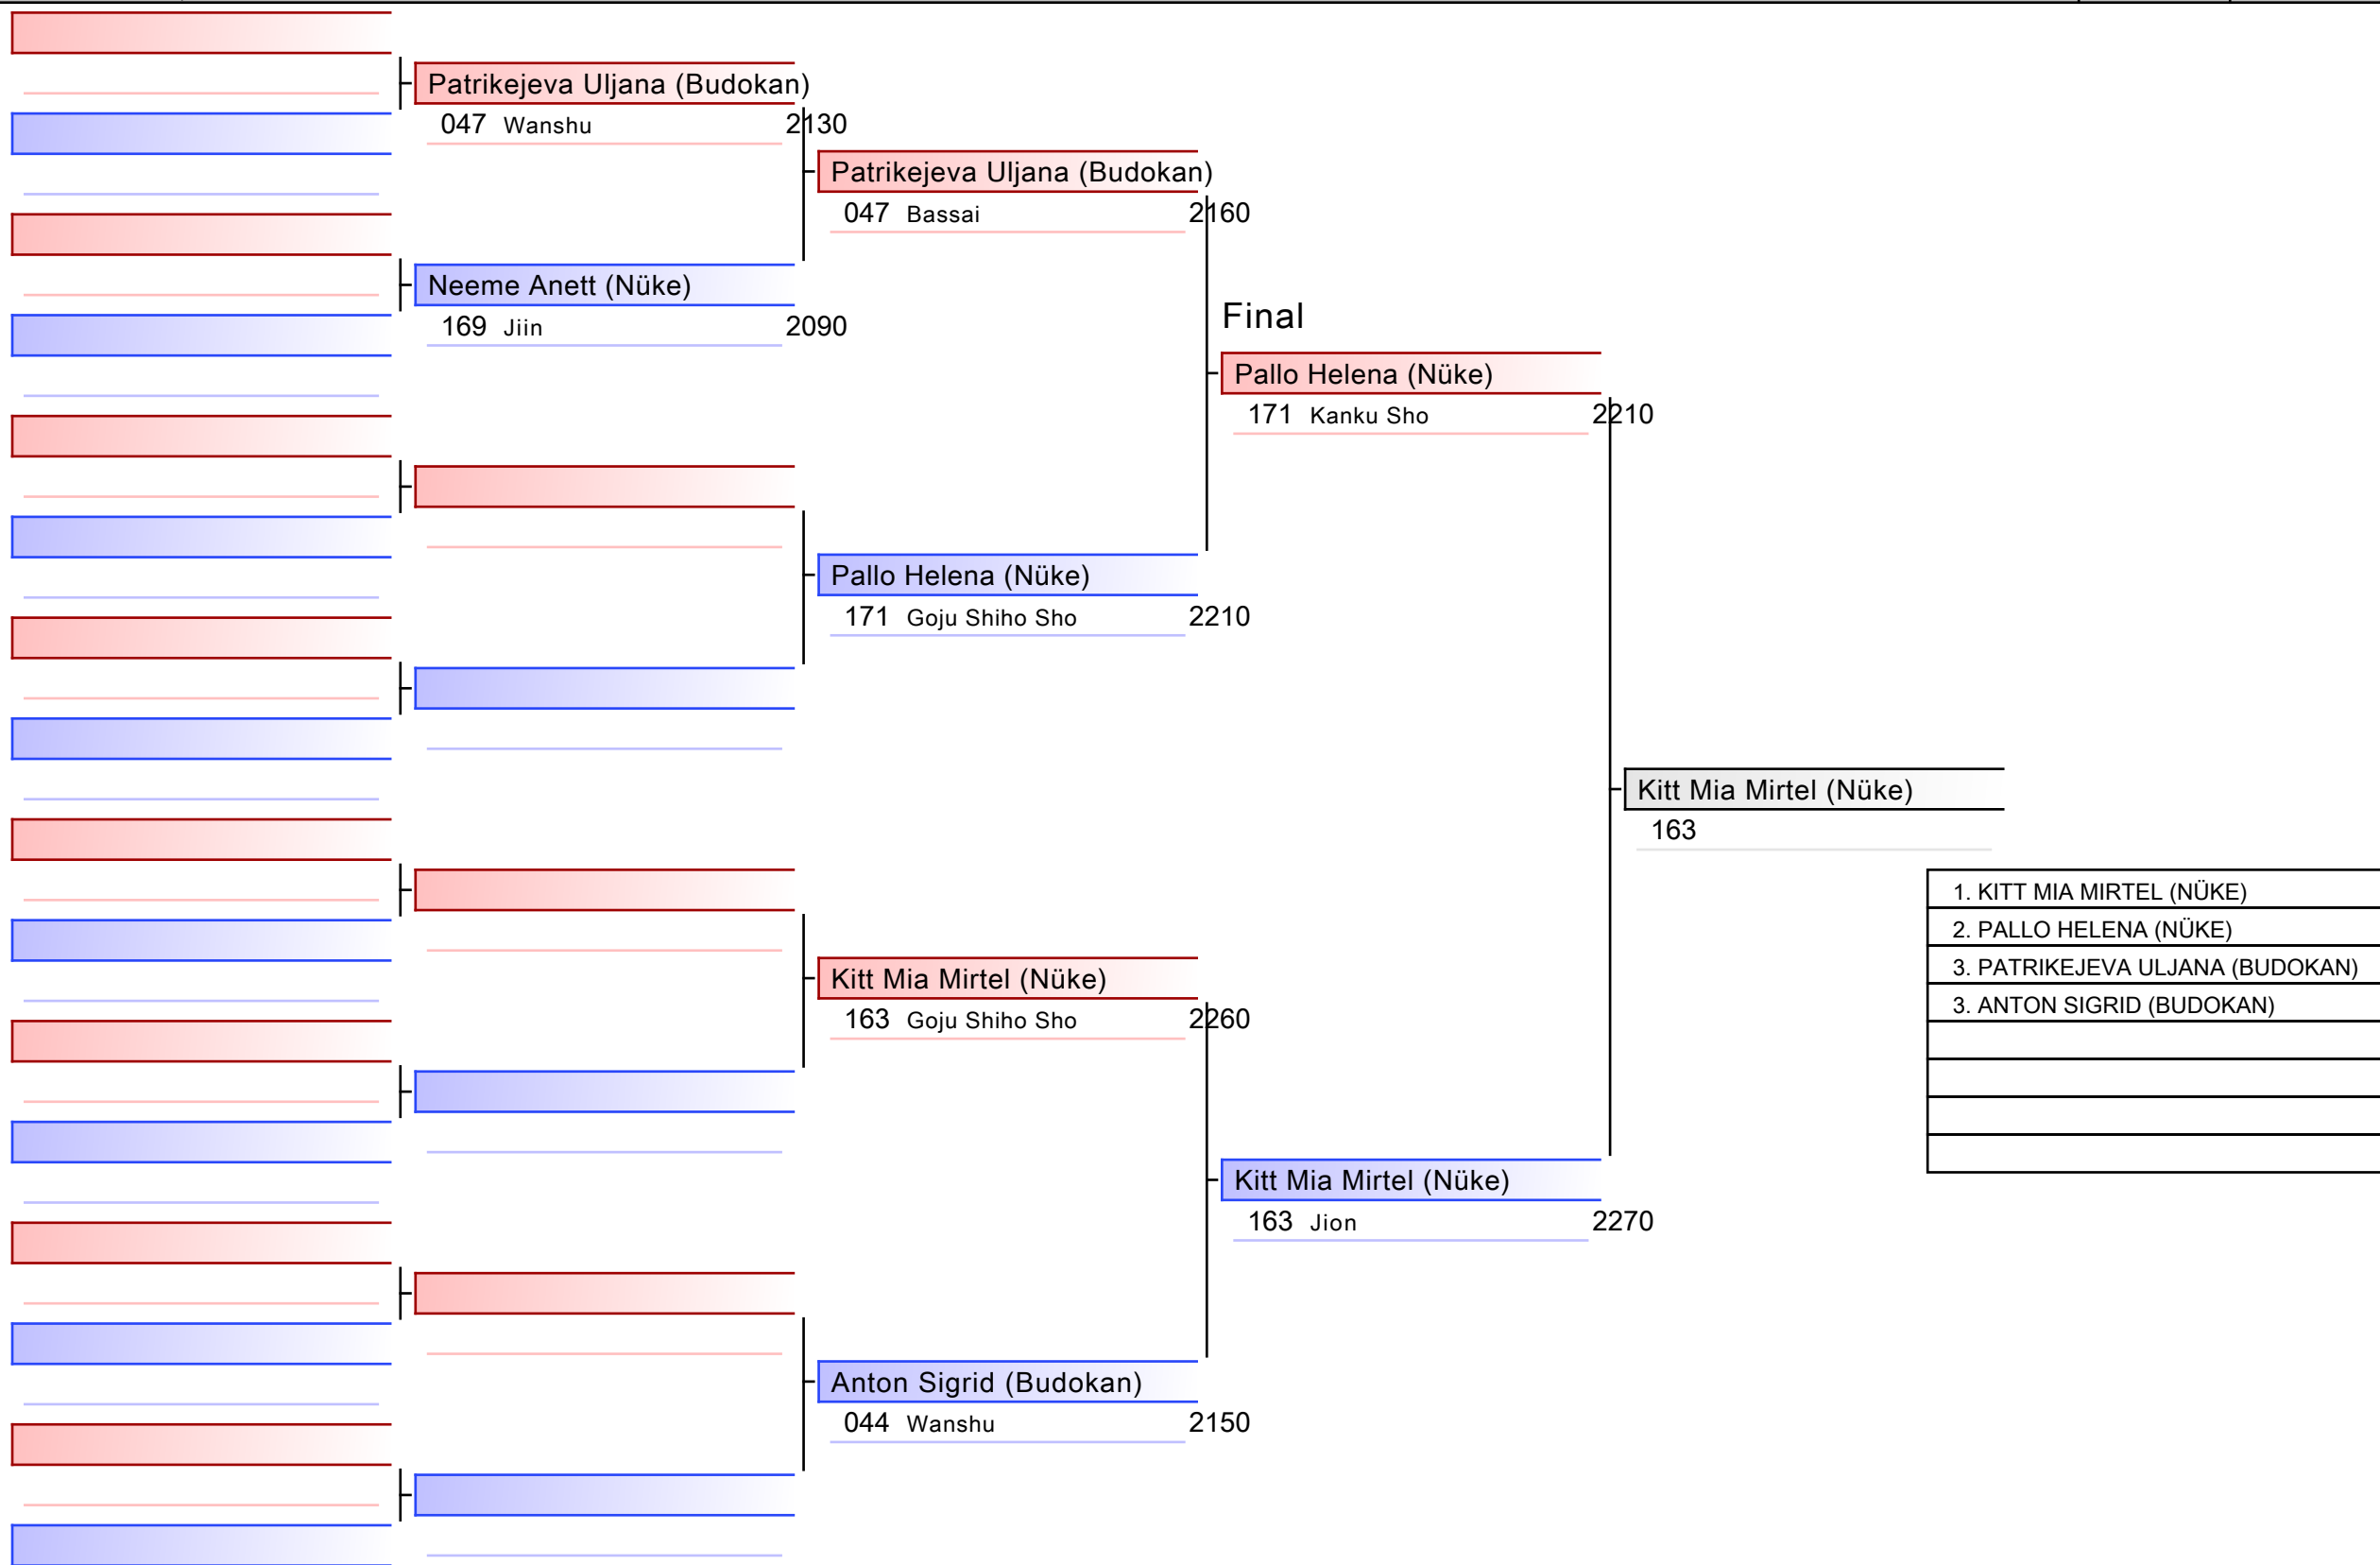 Patrikejeva Uljana (Budokan)
047 Wanshu 2130
Patrikejeva Uljana (Budokan)
047 Bassai 2160
Neeme Anett (Nüke)
169 Jiin 2090
Final
Pallo Helena (Nüke)
171 Kanku Sho 2210
Pallo Helena (Nüke)
171 Goju Shiho Sho 2210
Kitt Mia Mirtel (Nüke)
163
1. KITT MIA MIRTEL (NÜKE)
2. PALLO HELENA (NÜKE)
3. PATRIKEJEVA ULJANA (BUDOKAN)
3. ANTON SIGRID (BUDOKAN)
Kitt Mia Mirtel (Nüke)
163 Goju Shiho Sho 2260
Kitt Mia Mirtel (Nüke)
163 Jion 2270
Anton Sigrid (Budokan)
044 Wanshu 2150